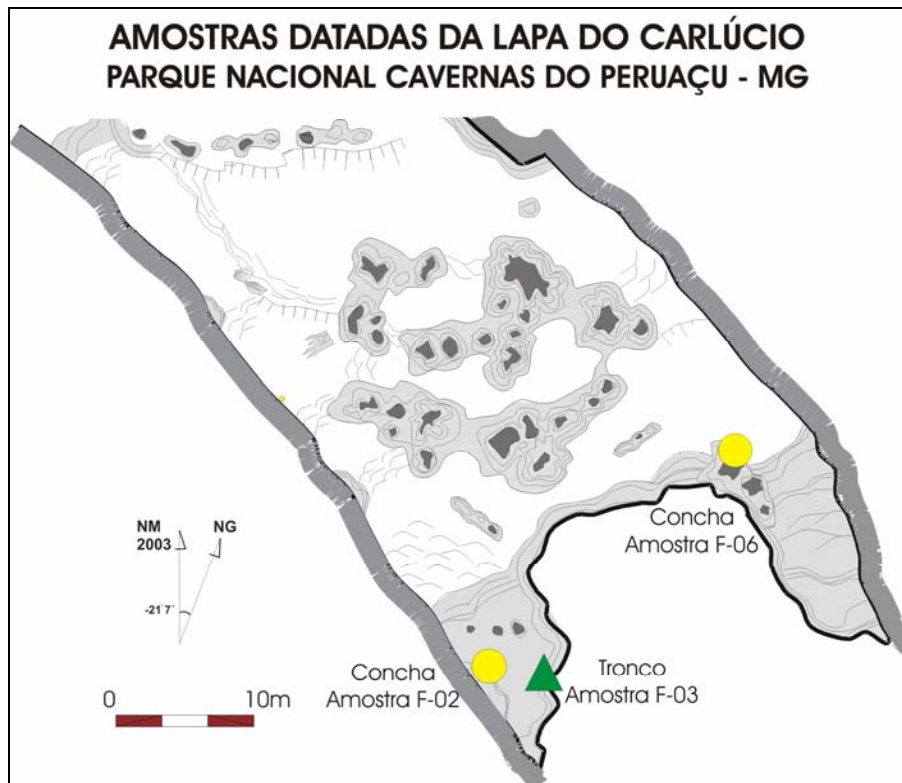 AMOSTRAS DATADAS DA LAPA DO CARLÚCIO
PARQUE NACIONAL CAVERNAS DO PERUAÇU - MG
Concha
Amostra F-06
NM
2003
NG
-21°7´
Concha
Amostra F-02
Tronco
Amostra F-03
0
10m